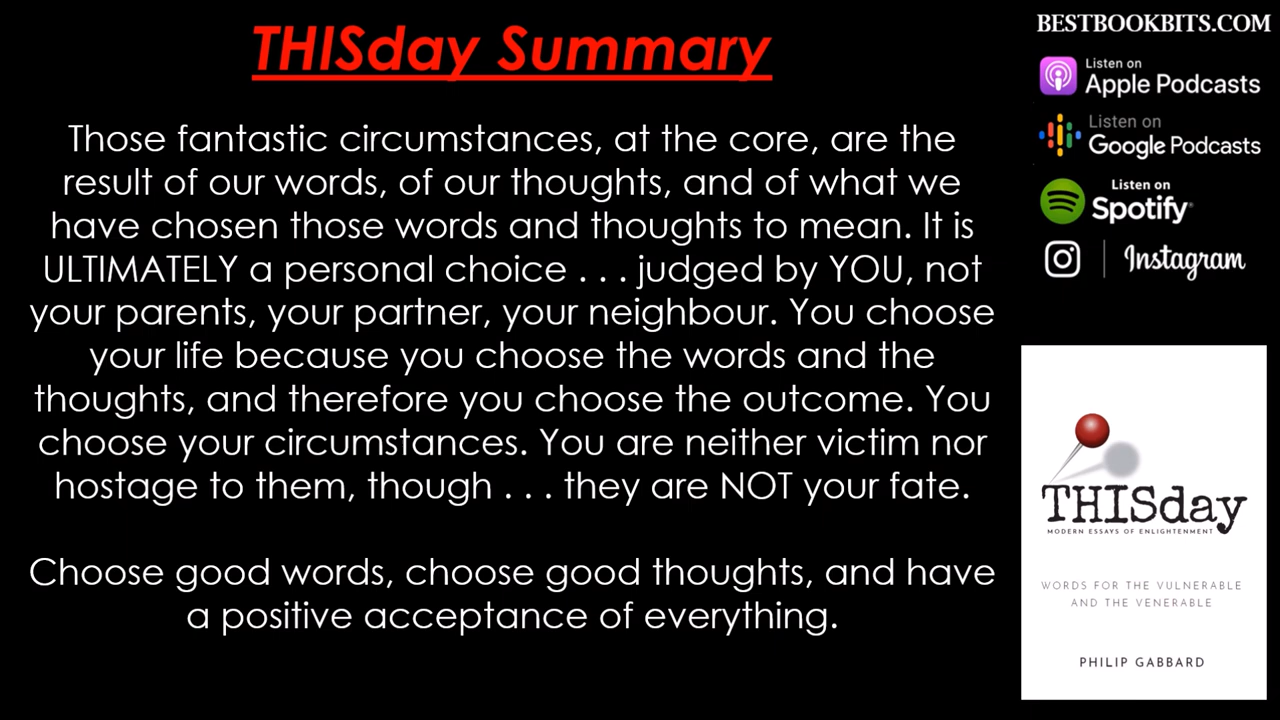 THISday Summary
Those fantastic circumstances, at the core, are the
result of our words, of our thoughts, and of what we
have chosen those words and thoughts to mean. It is
ULTIMATELY a personal choice . . . judged by YOU, not
your parents, your partner, your neighbour. You choose
your life because you choose the words and the
thoughts, and therefore you choose the outcome. You
choose your circumstances. You are neither victim nor
hostage to them, though . . . they are NOT your fate.
Choose good words, choose good thoughts, and have
a positive acceptance of everything.
BESTBOOKBITS.COM
Listen on
Apple Podcasts
Listen on
Google Podcasts
Listen on
Spotify
Instagram
THISday
MODERN ESSAYS OF ENLIGHTENMENT
WORDS FOR THE VULNERABLE
AND THE VENERABLE
PHILIP GABBARD